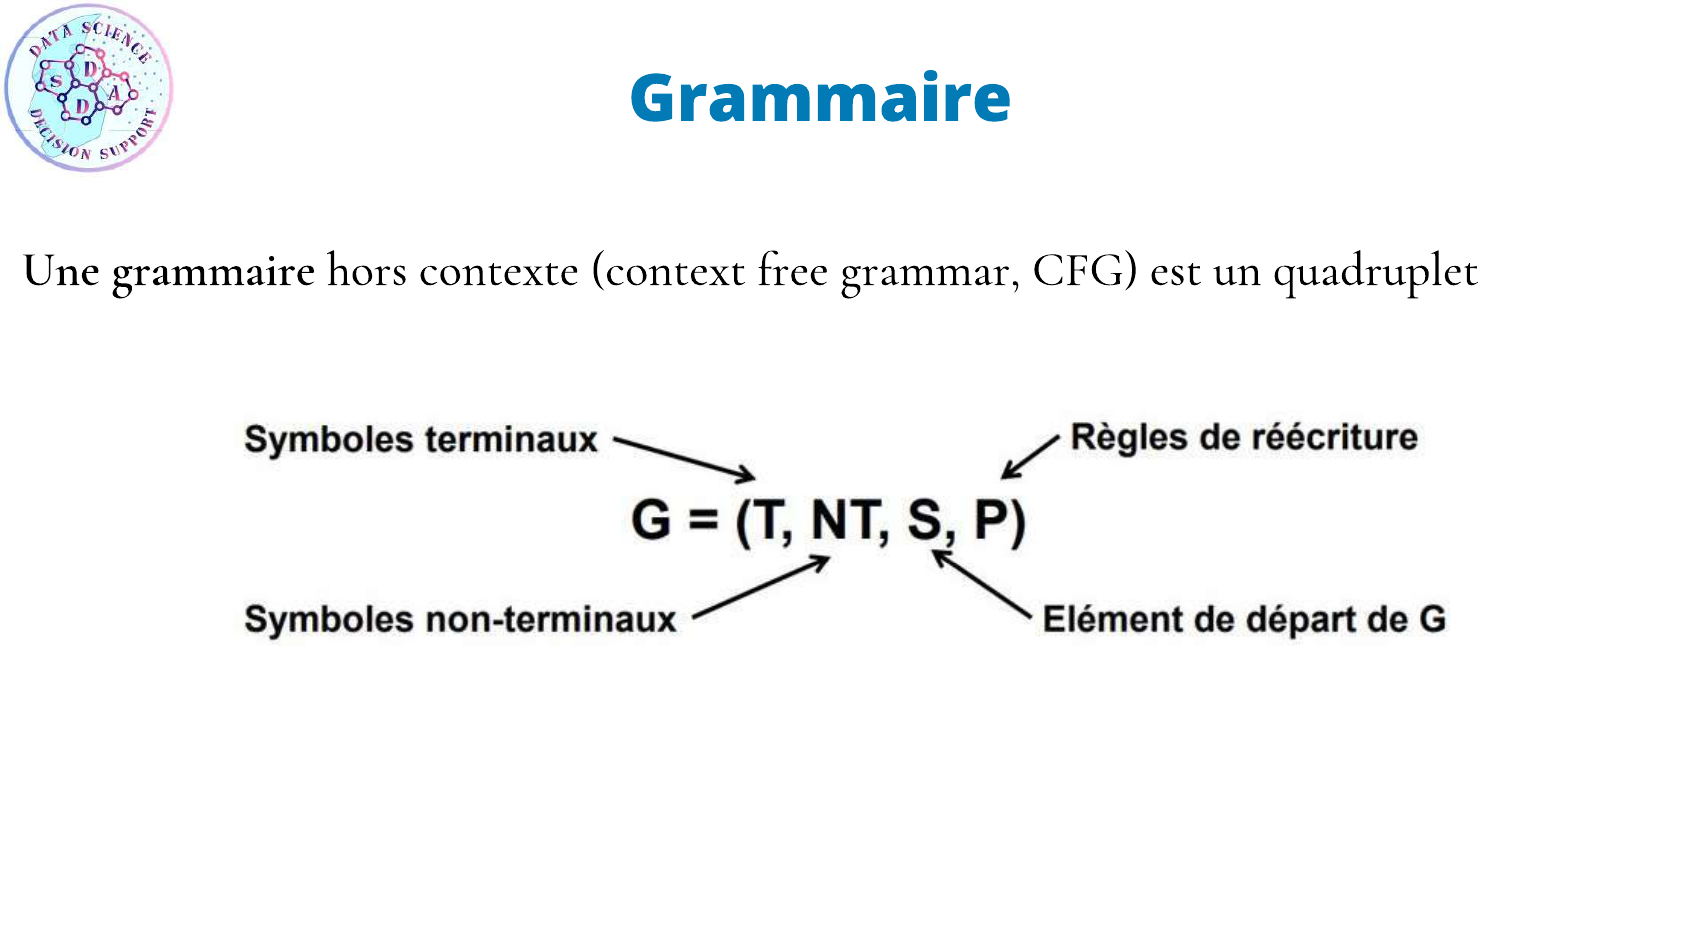 DATA SCIENCE
S D D A
DECISION SUPPORT
Grammaire
Une grammaire hors contexte (context free grammar, CFG) est un quadruplet
Symboles terminaux
Règles de réécriture
G = (T, NT, S, P)
Symboles non-terminaux
Elément de départ de G